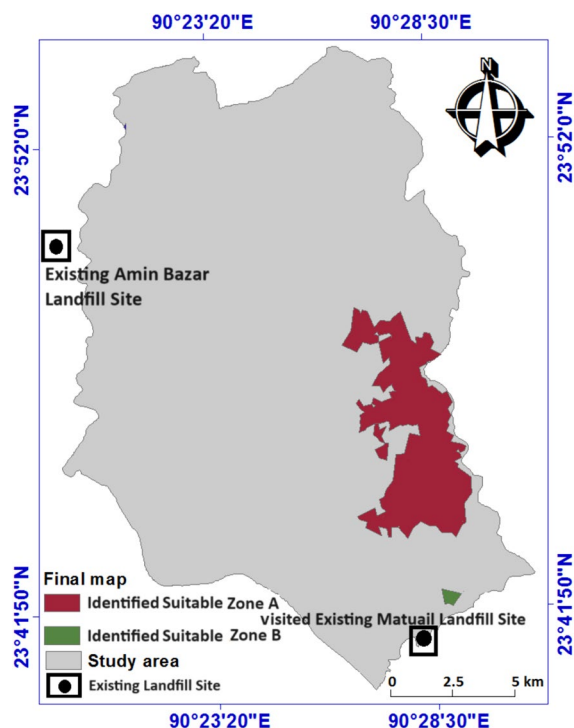 90°23'20"E 90°28'30"E
N
23°52'0"N 23°52'0"N
Existing Amin Bazar
Landfill Site
Final map
Identified Suitable Zone A
visited Existing Matuail Landfill Site
Identified Suitable Zone B
Study area
Existing Landfill Site
0 2.5 5 km
23°41'50"N 23°41'50"N
90°23'20"E 90°28'30"E